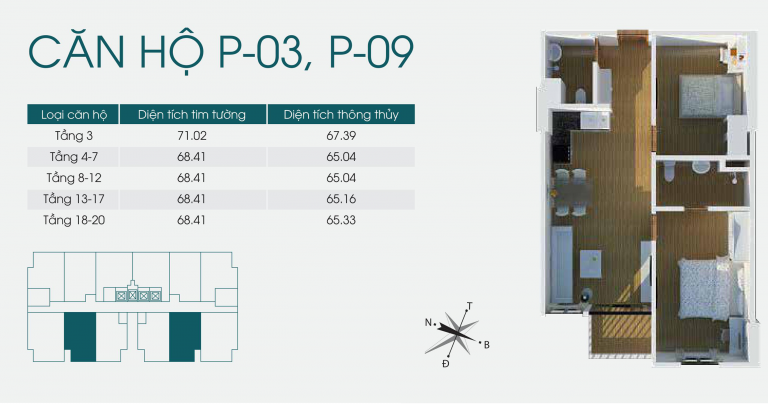 CĂN HỘ P-03, P-09
Loại căn hộ Diện tích tim tường Diện tích thông thủy
Tầng 3 71.02 67.39
Tầng 4-7 68.41 65.04
Tầng 8-12 68.41 65.04
Tầng 13-17 68.41 65.16
Tầng 18-20 68.41 65.33
T
N
B
Đ